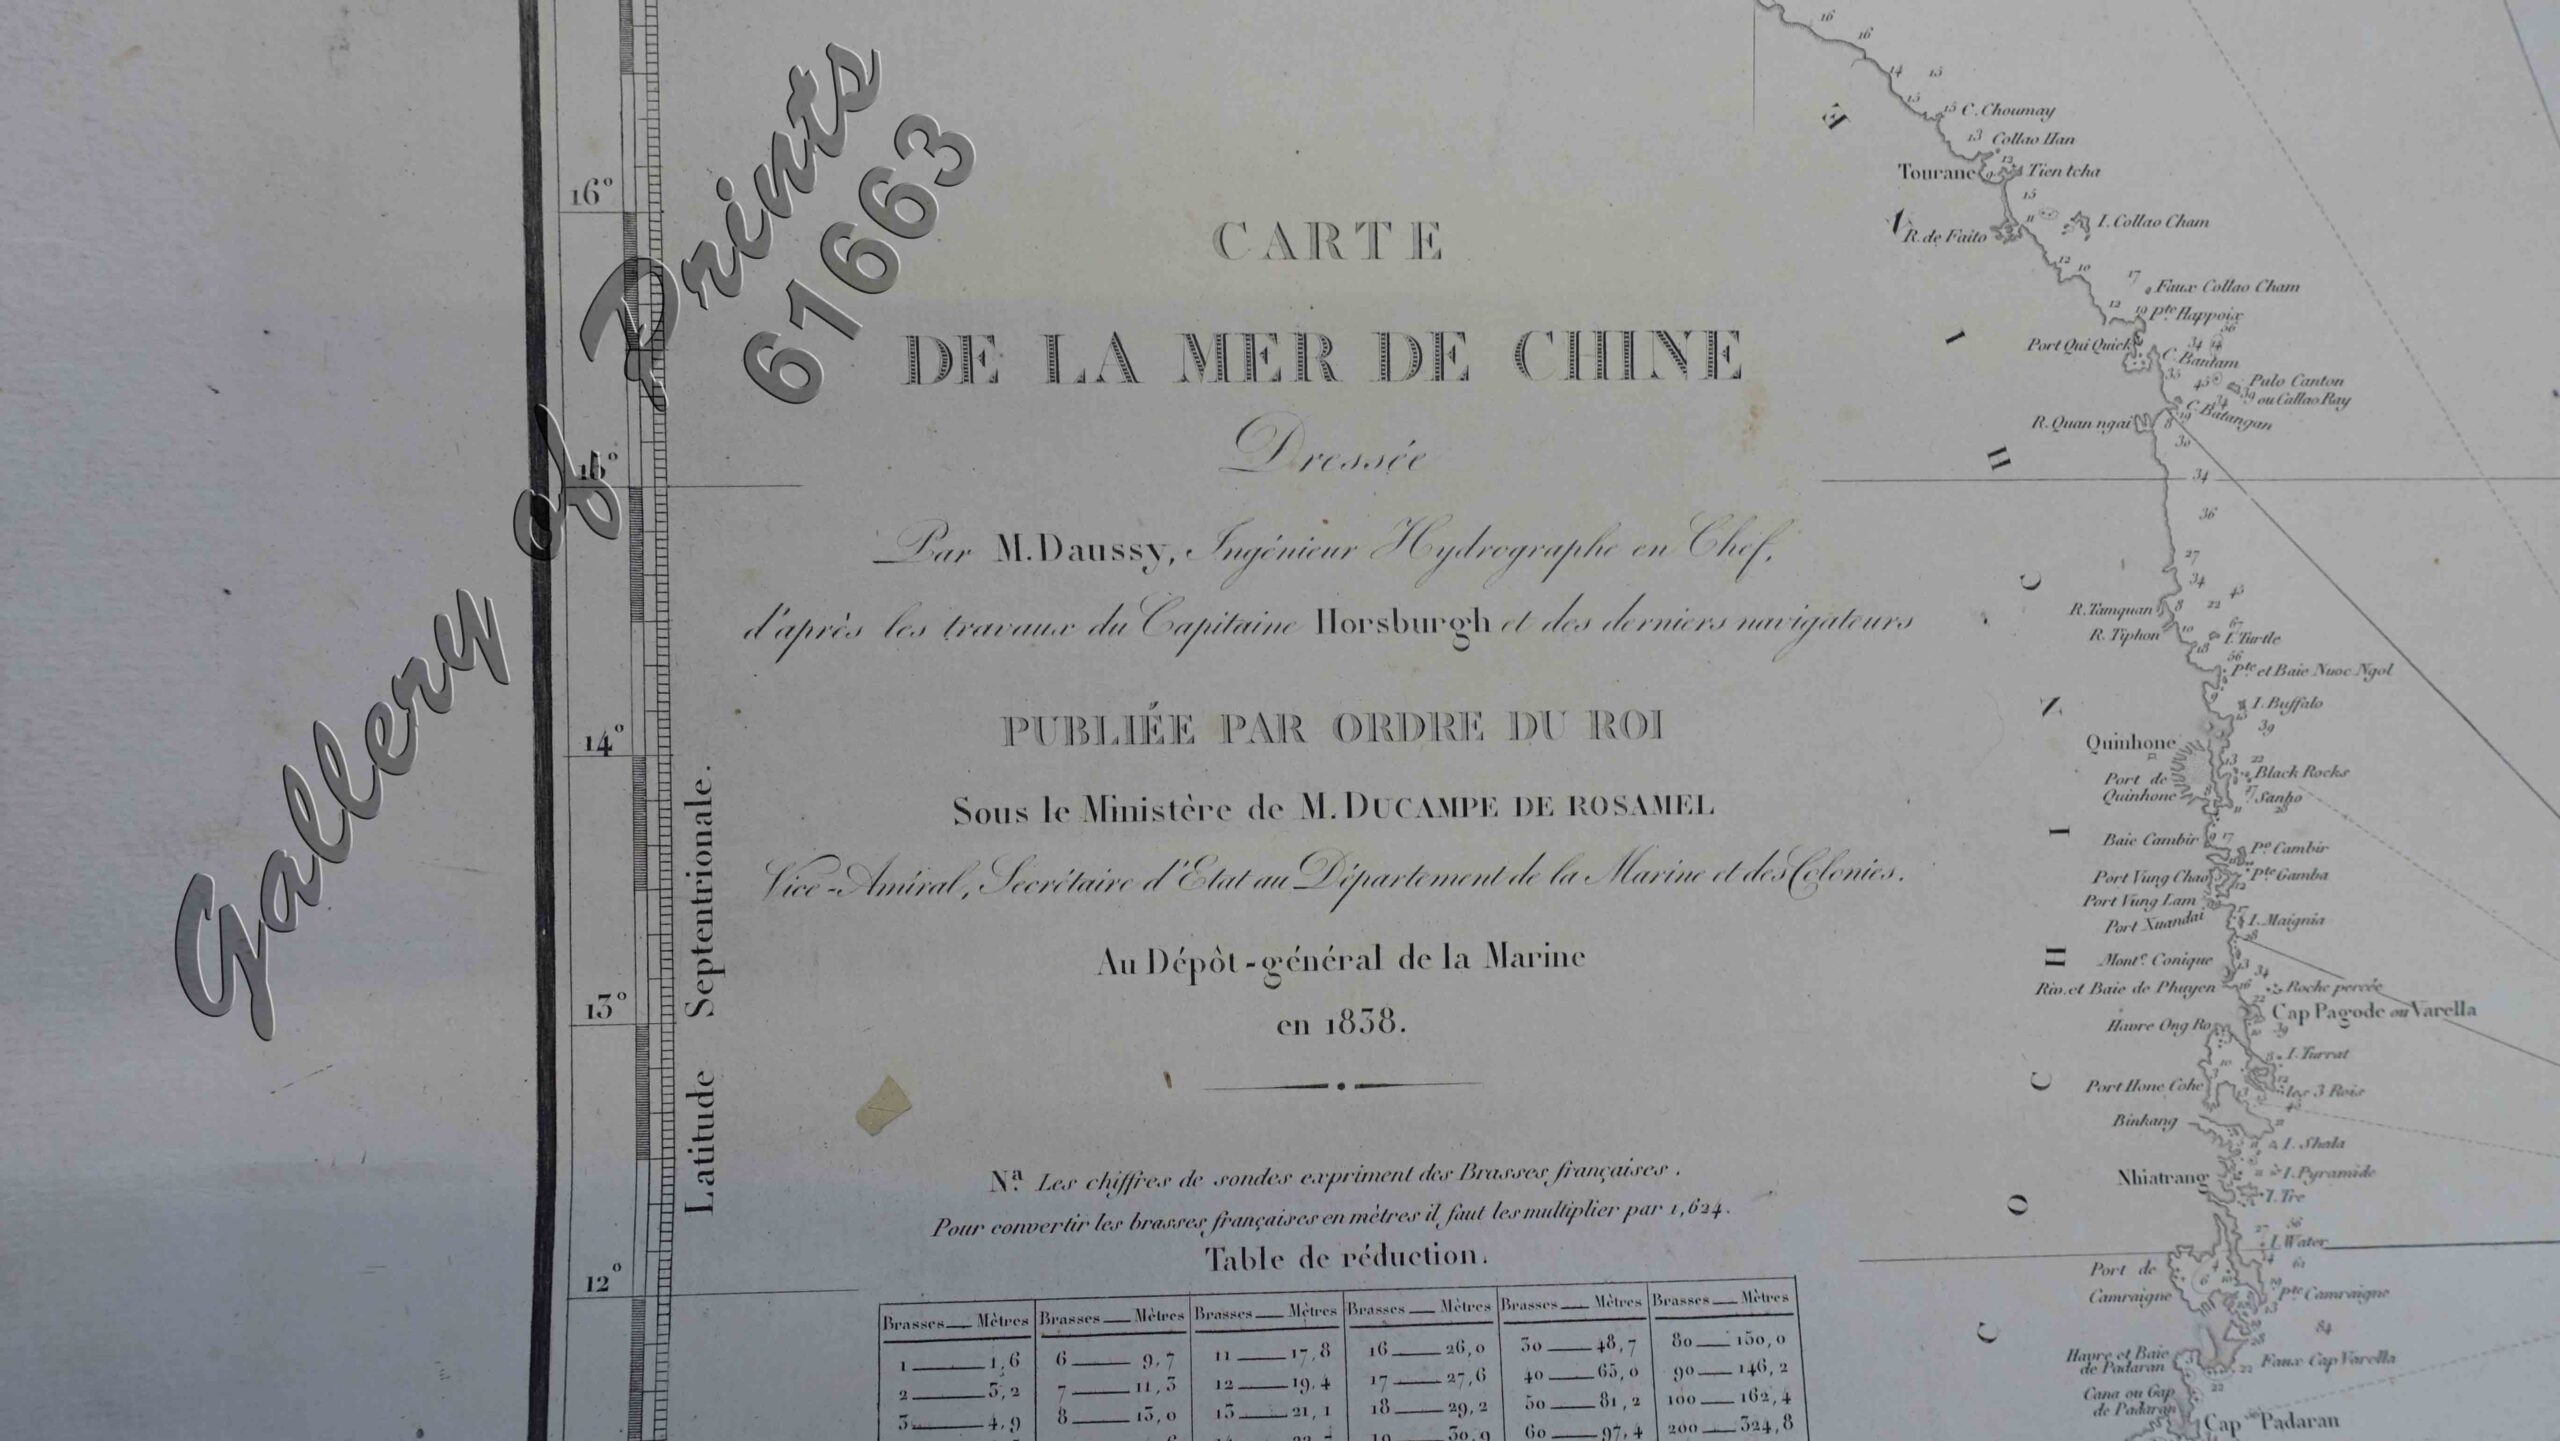 Gallery of Prints
61663
CARTE
DE LA MER DE CHINE
Dressée
Par M. Daussy, Ingénieur Hydrographe en Chef,
d'après les travaux du Capitaine Horsburgh et des derniers navigateurs
PUBLIÉE PAR ORDRE DU ROI
Sous le Ministère de M. DUCAMPE DE ROSAMEL
Vice-Amiral, Secrétaire d'Etat au Département de la Marine et des Colonies.
Au Dépôt-général de la Marine
en 1838.
Nª. Les chiffres de sondes expriment des Brasses françaises.
Pour convertir les brasses françaises en mètres il faut les multiplier par 1,624.
Table de réduction.
Brasses — Mètres Brasses — Mètres Brasses — Mètres Brasses — Mètres Brasses — Mètres Brasses — Mètres
1 — 1,6 6 — 9,7 11 — 17,8 16 — 26,0 30 — 48,7 80 — 130,0
2 — 3,2 7 — 11,3 12 — 19,4 17 — 27,6 40 — 65,0 90 — 146,2
3 — 4,9 8 — 13,0 13 — 21,1 18 — 29,2 50 — 81,2 100 — 162,4
19 — 30,9 60 — 97,4 200 — 324,8
16°
15°
14°
13°
12°
Latitude Septentrionale.
COCHINCHINE
C. Choumay
Collao Han
Tourane
Tien tcha
I. Collao Cham
R. de Faifo
Faux Collao Cham
Pte Happoix
Port Qui Quick
C. Bantam
Pulo Canton
ou Callao Ray
C. Batangan
R. Quan ngai
R. Tamquan
R. Tiphon
I. Turtle
Pte et Baie Nuoc Ngol
I. Buffalo
Quinhone
Black Rocks
Port de
Quinhone
Sanho
Baie Cambir
Po Cambir
Port Vung Chao
Pte Gamba
Port Vung Lam
Port Xuandai
I. Maignia
Montº. Conique
Riv. et Baie de Phuyen
Roche percée
Cap Pagode ou Varella
Havre Ong Ro
I. Turrat
Port Hone Cohe
les 3 Rois
Binkang
I. Shala
Nhiatrang
I. Pyramide
I. Tre
I. Water
Port de
Camraigne
Pte Camraigne
Havre et Baie
de Padaran
Faux Cap Varella
Cana ou Gap
de Padaran
Cap Padaran